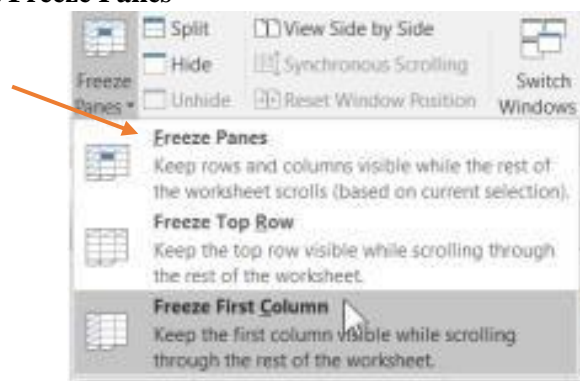 Freeze Panes
Split
View Side by Side
Hide
Synchronous Scrolling
Unhide
Reset Window Position
Freeze
Panes
Switch
Windows
Freeze Panes
Keep rows and columns visible while the rest of
the worksheet scrolls (based on current selection).
Freeze Top Row
Keep the top row visible while scrolling through
the rest of the worksheet.
Freeze First Column
Keep the first column visible while scrolling
through the rest of the worksheet.